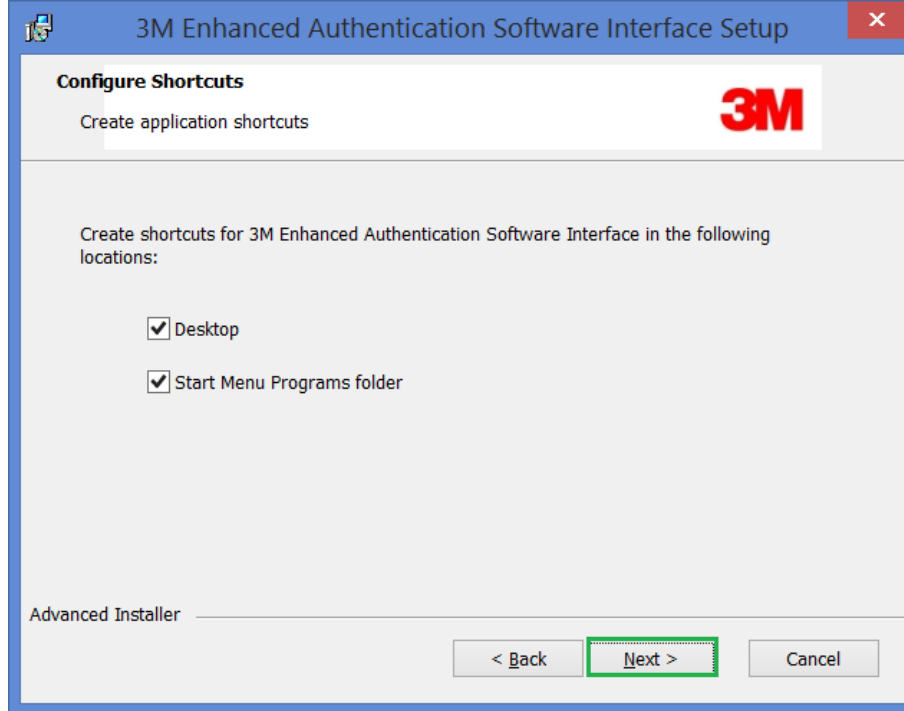 3M Enhanced Authentication Software Interface Setup
Configure Shortcuts
Create application shortcuts
3M
Create shortcuts for 3M Enhanced Authentication Software Interface in the following
locations:
Desktop
Start Menu Programs folder
Advanced Installer
< Back
Next >
Cancel